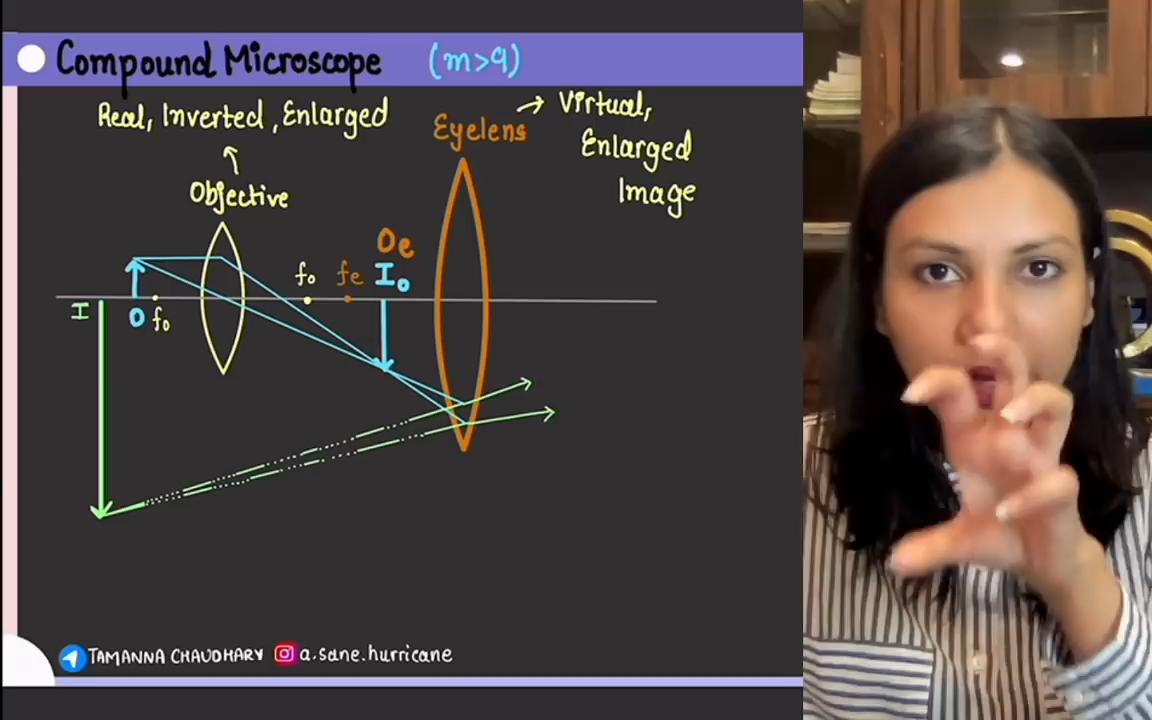 Compound Microscope (m>9)
Real, Inverted, Enlarged
Eyelens → Virtual,
Enlarged
Image
Objective
Oe
fo fe Io
I O fo
TAMANNA CHAUDHARY a.sane.hurricane